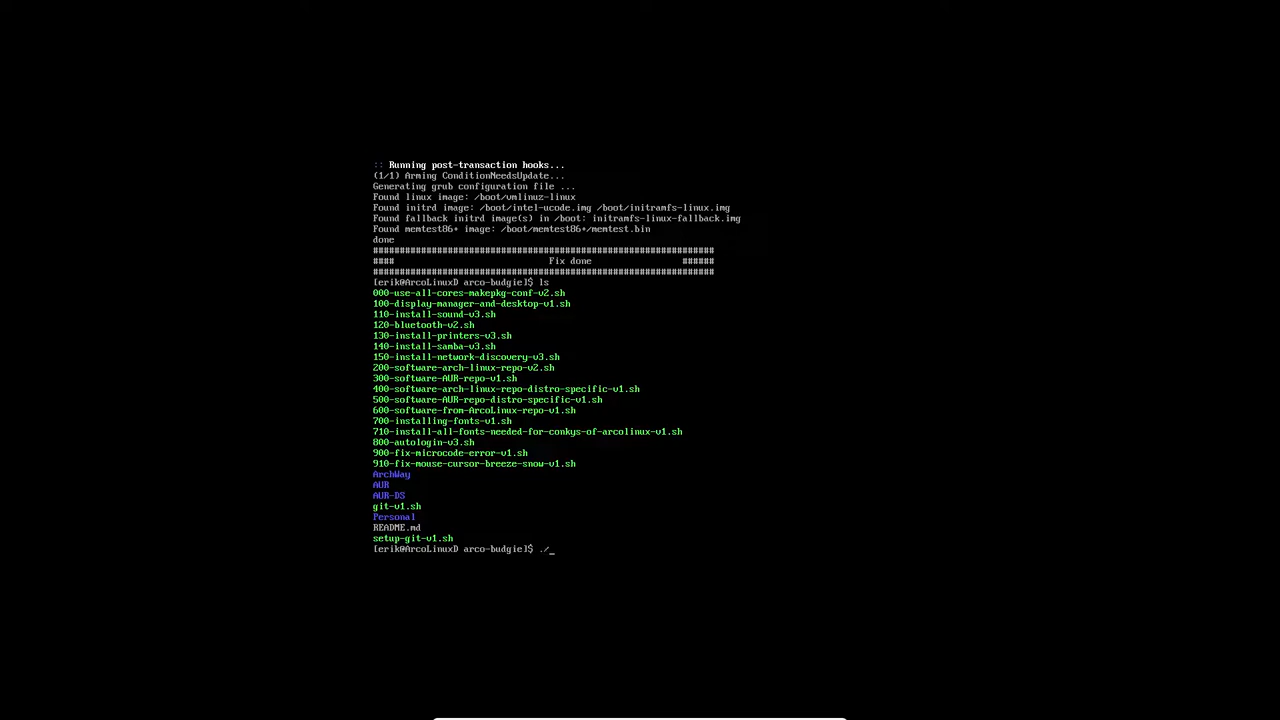 :: Running post-transaction hooks...
(1/1) Arming ConditionNeedsUpdate...
Generating grub configuration file ...
Found linux image: /boot/vmlinuz-linux
Found initrd image: /boot/intel-ucode.img /boot/initramfs-linux.img
Found fallback initrd image(s) in /boot: initramfs-linux-fallback.img
Found memtest86+ image: /boot/memtest86+/memtest.bin
done
################################################################
####                             Fix done                 ######
################################################################
[erik@ArcoLinuxD arco-budgie]$ ls
000-use-all-cores-makepkg-conf-v2.sh
100-display-manager-and-desktop-v1.sh
110-install-sound-v3.sh
120-bluetooth-v2.sh
130-install-printers-v3.sh
140-install-samba-v3.sh
150-install-network-discovery-v3.sh
200-software-arch-linux-repo-v2.sh
300-software-AUR-repo-v1.sh
400-software-arch-linux-repo-distro-specific-v1.sh
500-software-AUR-repo-distro-specific-v1.sh
600-software-from-ArcoLinux-repo-v1.sh
700-installing-fonts-v1.sh
710-install-all-fonts-needed-for-conkys-of-arcolinux-v1.sh
800-autologin-v3.sh
900-fix-microcode-error-v1.sh
910-fix-mouse-cursor-breeze-snow-v1.sh
ArchWay
AUR
AUR-DS
git-v1.sh
Personal
README.md
setup-git-v1.sh
[erik@ArcoLinuxD arco-budgie]$ ./_